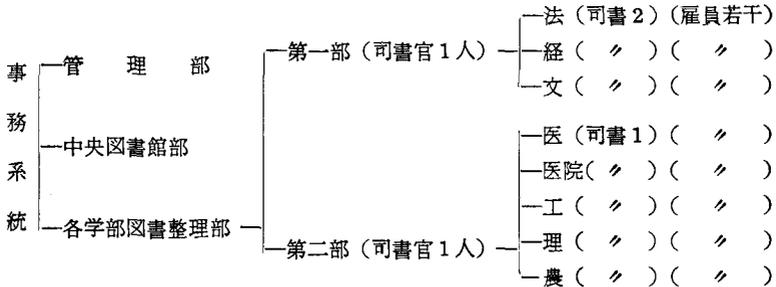 事務系統
管理部
中央図書館部
各学部図書整理部
第一部（司書官1人）
法（司書2）（雇員若干）
経（〃）（〃）
文（〃）（〃）
第二部（司書官1人）
医（司書1）（〃）
医院（〃）（〃）
工（〃）（〃）
理（〃）（〃）
農（〃）（〃）